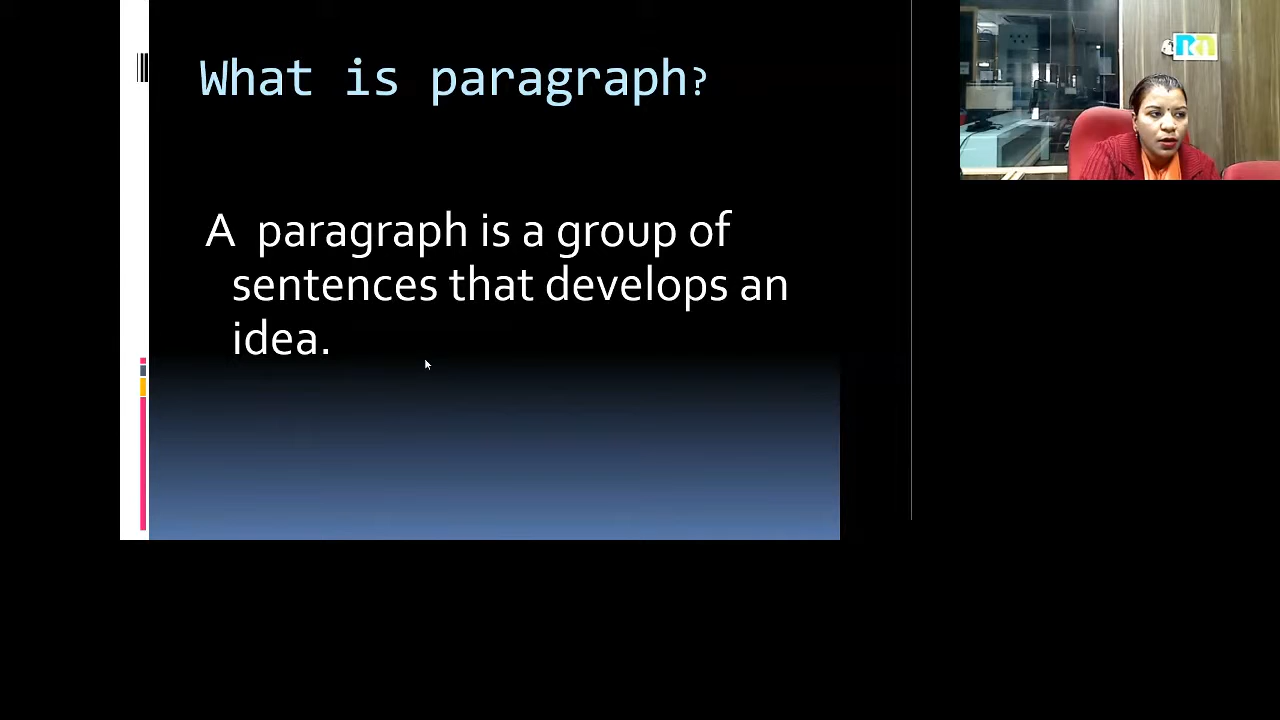 What is paragraph?
A paragraph is a group of
sentences that develops an
idea.